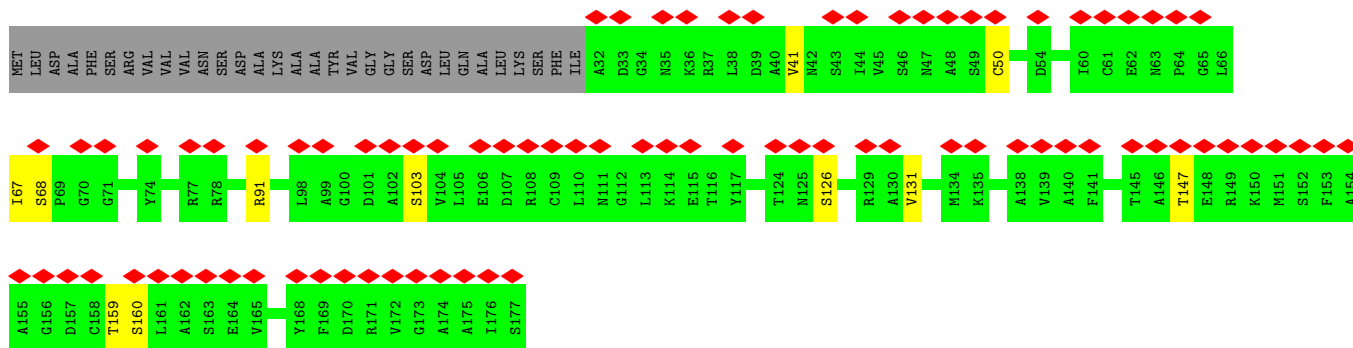 MET LEU ASP ALA PHE SER ARG VAL VAL VAL ASN SER ASP ALA LYS ALA ALA TYR VAL GLY GLY SER ASP LEU GLN ALA LEU LYS SER PHE ILE A32 D33 G34 N35 K36 R37 L38 D39 A40 V41 N42 S43 I44 V45 S46 N47 A48 S49 C50 D54 I60 C61 E62 N63 P64 G65 L66
I67 S68 P69 G70 G71 Y74 R77 R78 R91 L98 A99 G100 D101 A102 S103 V104 L105 E106 D107 R108 C109 L110 N111 G112 L113 K114 E115 T116 Y117 T124 N125 S126 R129 A130 V131 M134 K135 A138 V139 A140 F141 T145 A146 T147 E148 R149 K150 M151 S152 F153 A154
A155 G156 D157 C158 T159 S160 L161 A162 S163 E164 V165 Y168 F169 D170 R171 V172 G173 A174 A175 I176 S177